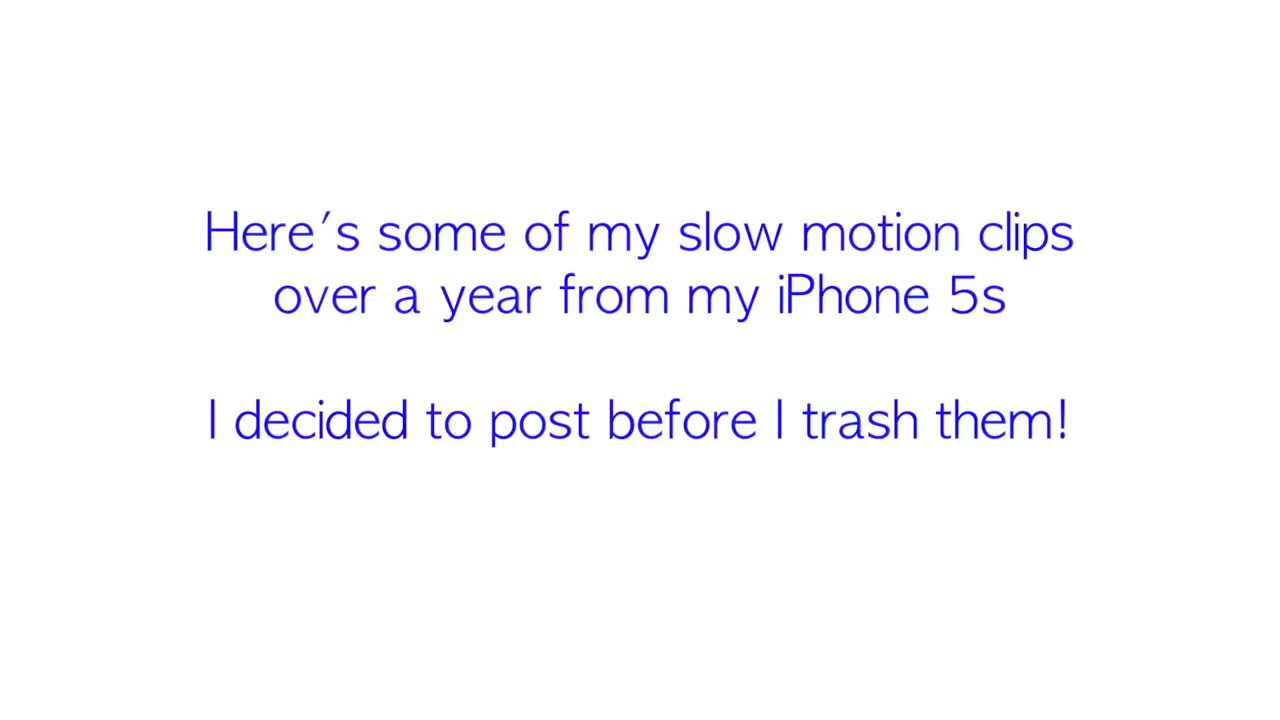 Here′s some of my slow motion clips
over a year from my iPhone 5s
I decided to post before I trash them!